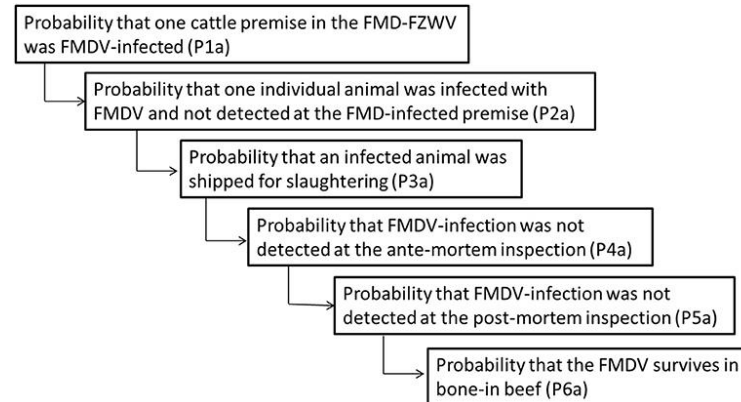 Probability that one cattle premise in the FMD-FZWV
was FMDV-infected (P1a)
Probability that one individual animal was infected with
FMDV and not detected at the FMD-infected premise (P2a)
Probability that an infected animal was
shipped for slaughtering (P3a)
Probability that FMDV-infection was not
detected at the ante-mortem inspection (P4a)
Probability that FMDV-infection was not
detected at the post-mortem inspection (P5a)
Probability that the FMDV survives in
bone-in beef (P6a)